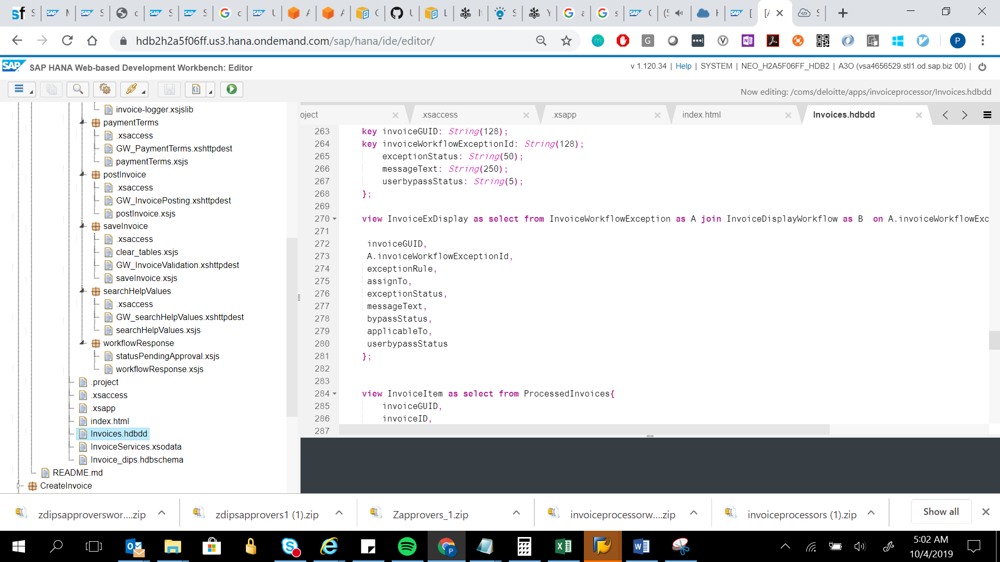 hdb2h2a5f06ff.us3.hana.ondemand.com/sap/hana/ide/editor/
SAP HANA Web-based Development Workbench: Editor
v 1.120.34 | Help | SYSTEM | NEO_H2A5F06FF_HDB2 | A3O (vsa4656529.stl1.od.sap.biz 00) |
Now editing: /coms/deloitte/apps/invoiceprocessor/Invoices.hdbdd
invoice-logger.xsjslib
paymentTerms
.xsaccess
GW_PaymentTerms.xshttpdest
paymentTerms.xsjs
postInvoice
.xsaccess
GW_InvoicePosting.xshttpdest
postInvoice.xsjs
saveInvoice
.xsaccess
clear_tables.xsjs
GW_InvoiceValidation.xshttpdest
saveInvoice.xsjs
searchHelpValues
.xsaccess
GW_searchHelpValues.xshttpdest
searchHelpValues.xsjs
workflowResponse
statusPendingApproval.xsjs
workflowResponse.xsjs
.project
.xsaccess
.xsapp
index.html
Invoices.hdbdd
InvoiceServices.xsodata
Invoice_dips.hdbschema
README.md
CreateInvoice
oject .xsaccess .xsapp index.html Invoices.hdbdd
263 key invoiceGUID: String(128);
264 key invoiceWorkflowExceptionId: String(128);
265 exceptionStatus: String(50);
266 messageText: String(250);
267 userbypassStatus: String(5);
268 };
269
270 view InvoiceExDisplay as select from InvoiceWorkflowException as A join InvoiceDisplayWorkflow as B on A.invoiceWorkflowExc
271
272 invoiceGUID,
273 A.invoiceWorkflowExceptionId,
274 exceptionRule,
275 assignTo,
276 exceptionStatus,
277 messageText,
278 bypassStatus,
279 applicableTo,
280 userbypassStatus
281 };
282
283
284 view InvoiceItem as select from ProcessedInvoices{
285 invoiceGUID,
286 invoiceID,
287
zdipsapproverswor....zip
zdipsapprovers1 (1).zip
Zapprovers_1.zip
invoiceprocessorw....zip
invoiceprocessors (1).zip
Show all
5:02 AM
10/4/2019